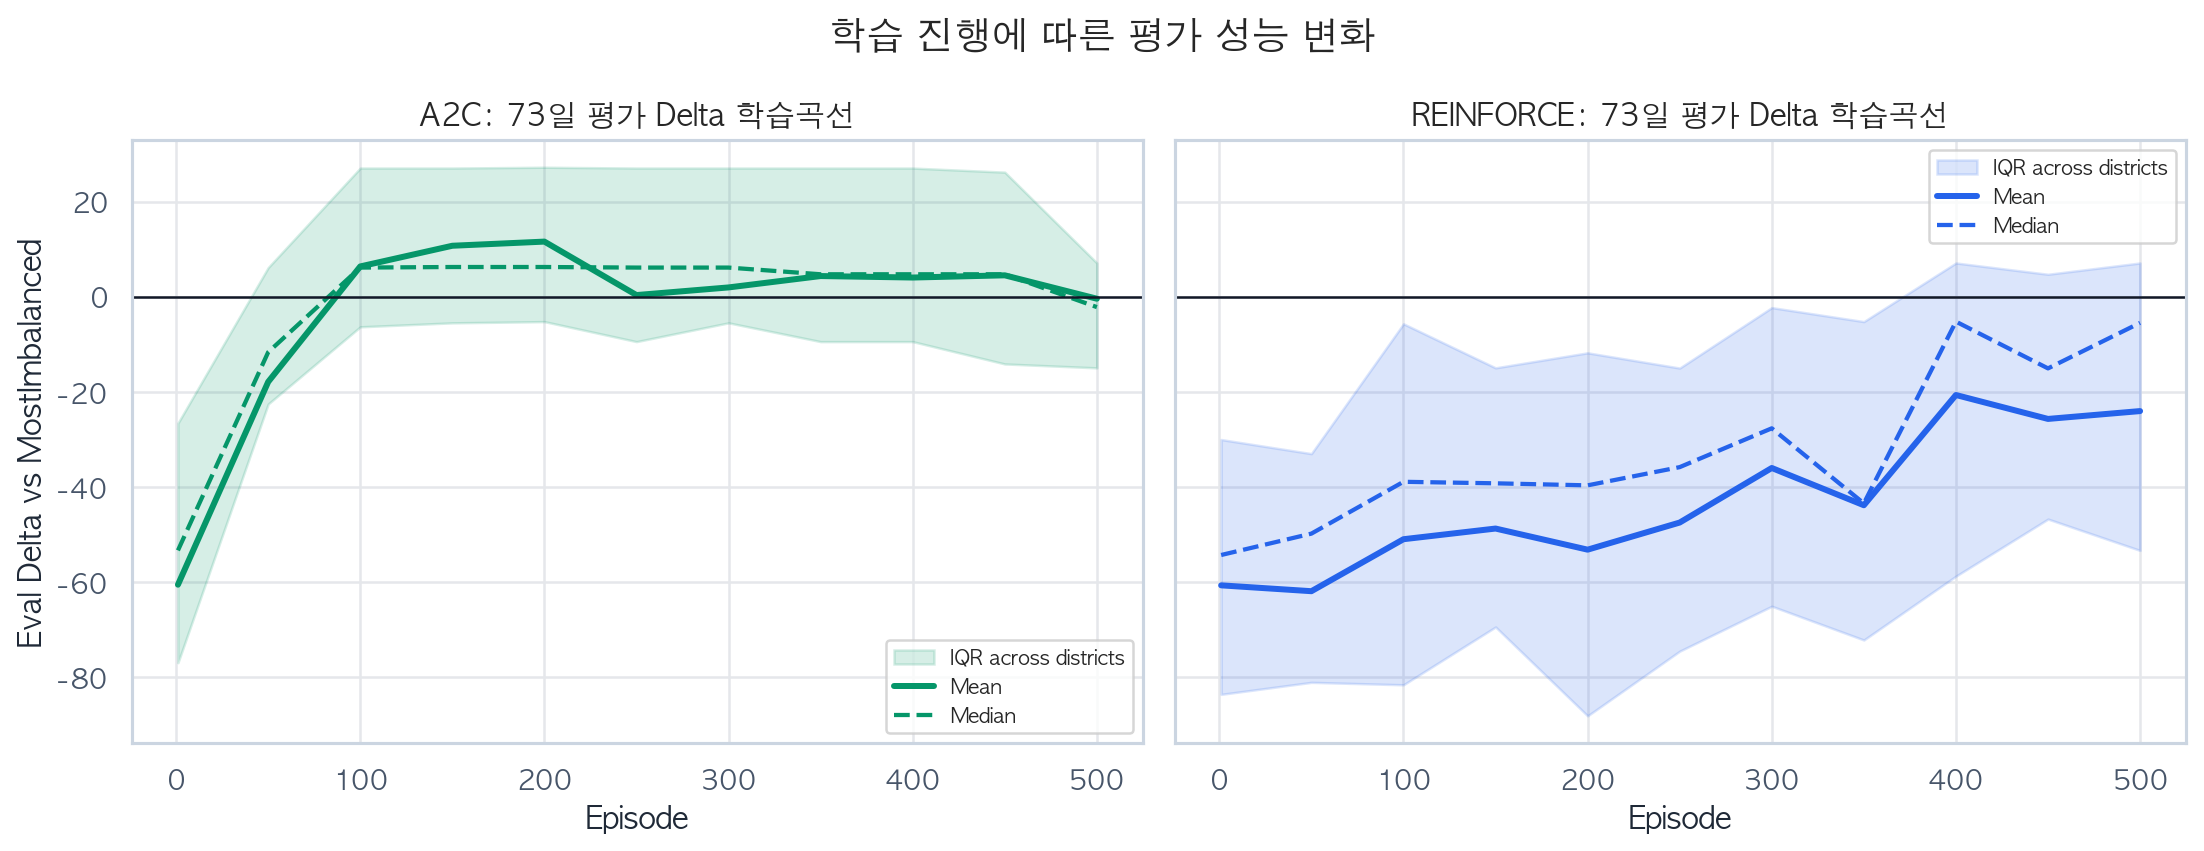 학습 진행에 따른 평가 성능 변화
A2C: 73일 평가 Delta 학습곡선
Eval Delta vs MostImbalanced
20
0
-20
-40
-60
-80
IQR across districts
Mean
Median
0 100 200 300 400 500
Episode
REINFORCE: 73일 평가 Delta 학습곡선
IQR across districts
Mean
Median
0 100 200 300 400 500
Episode